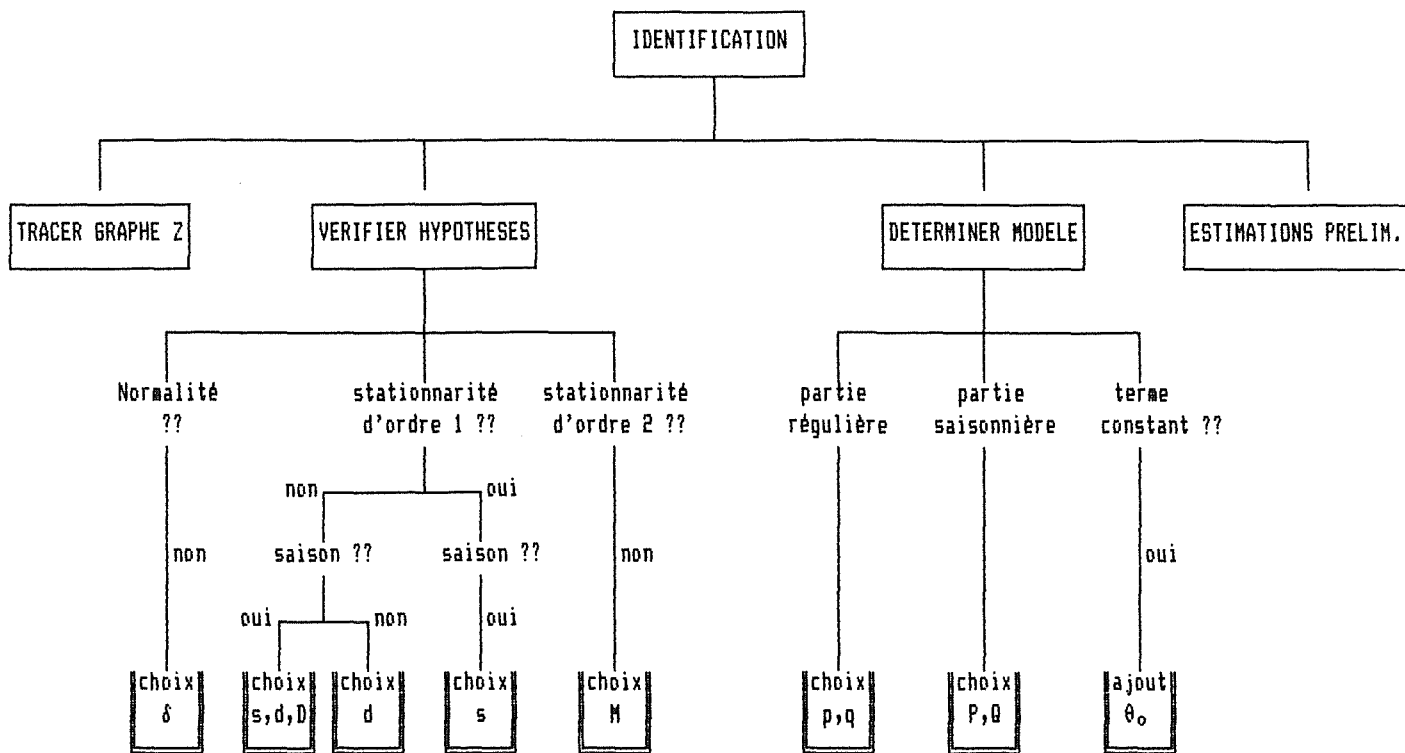 IDENTIFICATION
TRACER GRAPHE Z
VERIFIER HYPOTHESES
DETERMINER MODELE
ESTIMATIONS PRELIM.
Normalité
??
stationnarité
d'ordre 1 ??
stationnarité
d'ordre 2 ??
partie
régulière
partie
saisonnière
terme
constant ??
non
oui
non
saison ??
saison ??
non
oui
oui
non
oui
choix
δ
choix
s,d,D
choix
d
choix
s
choix
M
choix
p,q
choix
P,Q
ajout
θ₀